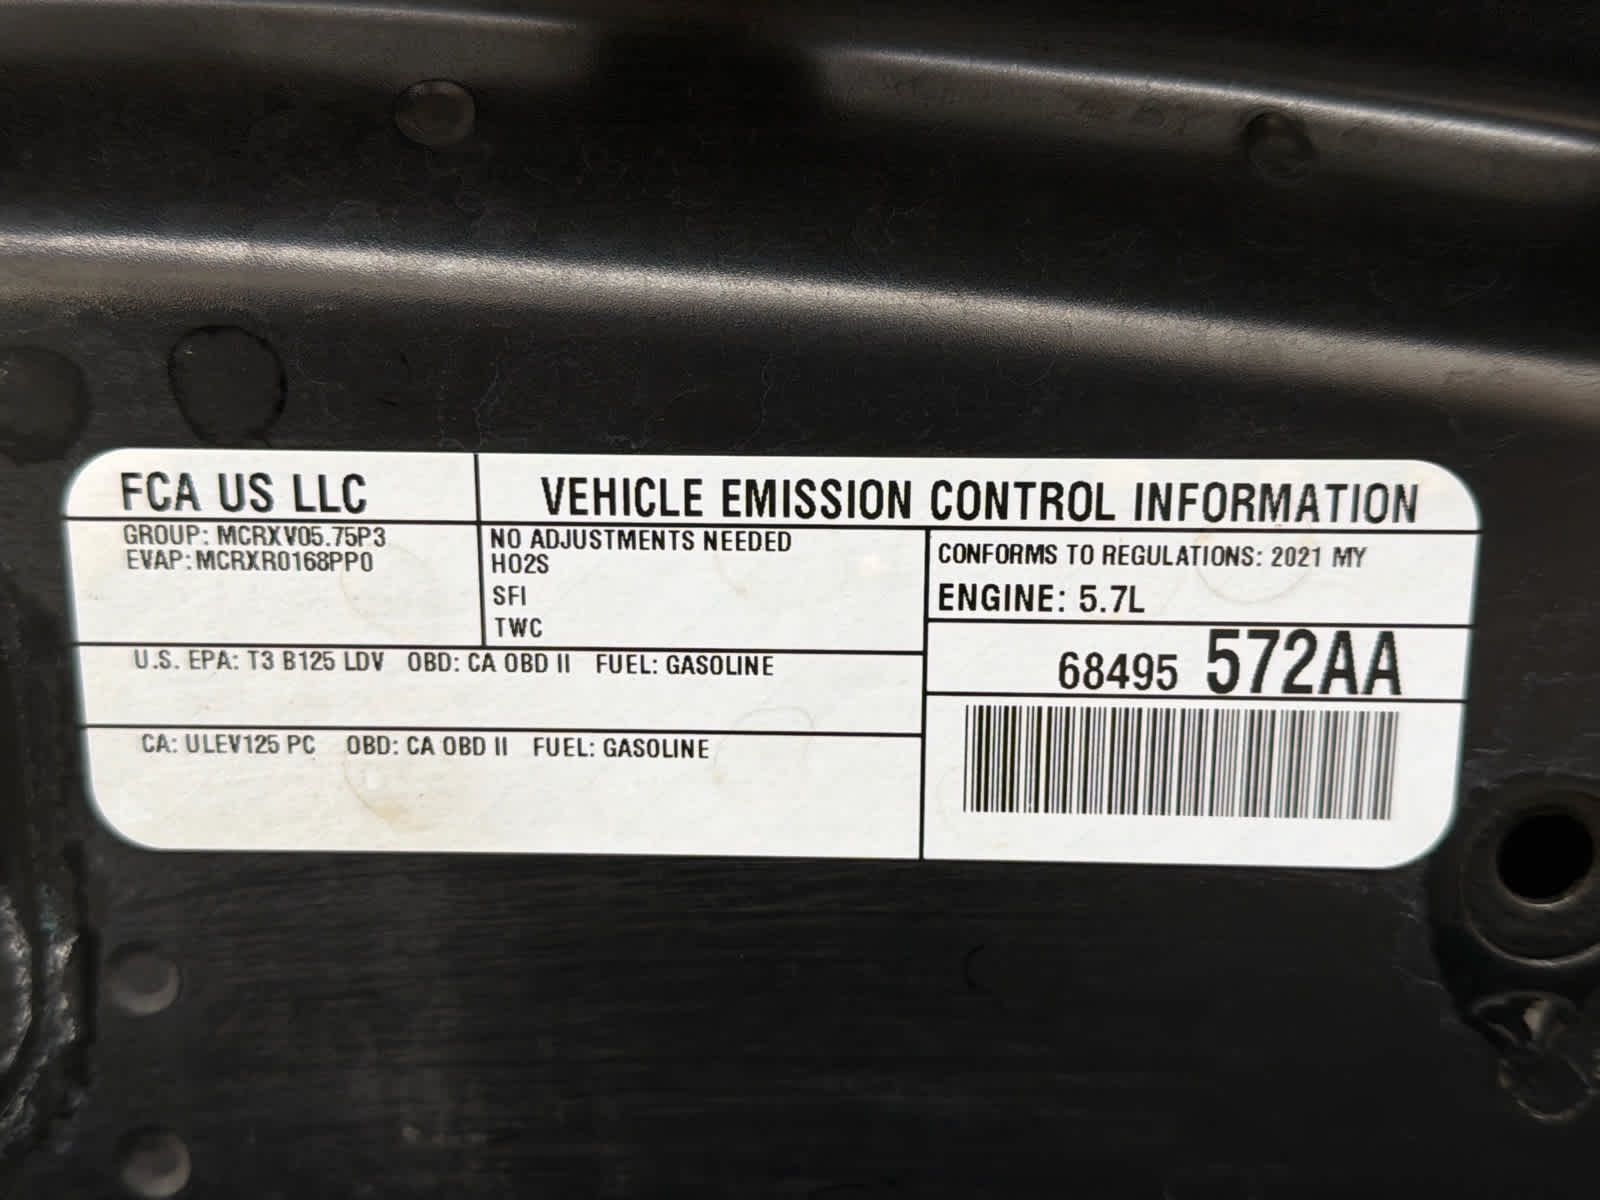 FCA US LLC
VEHICLE EMISSION CONTROL INFORMATION
GROUP: MCRXV05.75P3
EVAP: MCRXR0168PP0
NO ADJUSTMENTS NEEDED
HO2S
SFI
TWC
CONFORMS TO REGULATIONS: 2021 MY
ENGINE: 5.7L
68495 572AA
U.S. EPA: T3 B125 LDV OBD: CA OBD II FUEL: GASOLINE
CA: ULEV125 PC OBD: CA OBD II FUEL: GASOLINE